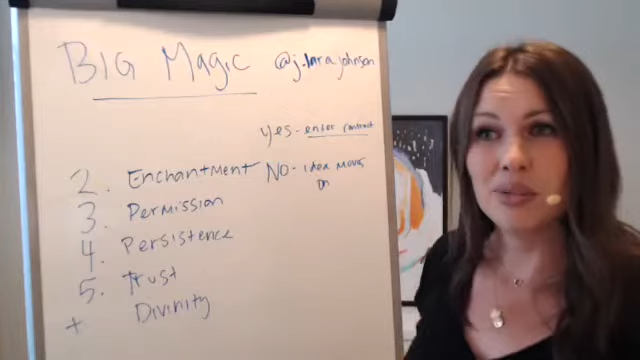 BIG Magic @j.lara johnson
yes - enter contract
2. Enchantment NO - idea moves
on
3. Permission
4. Persistence
5. Trust
+ Divinity